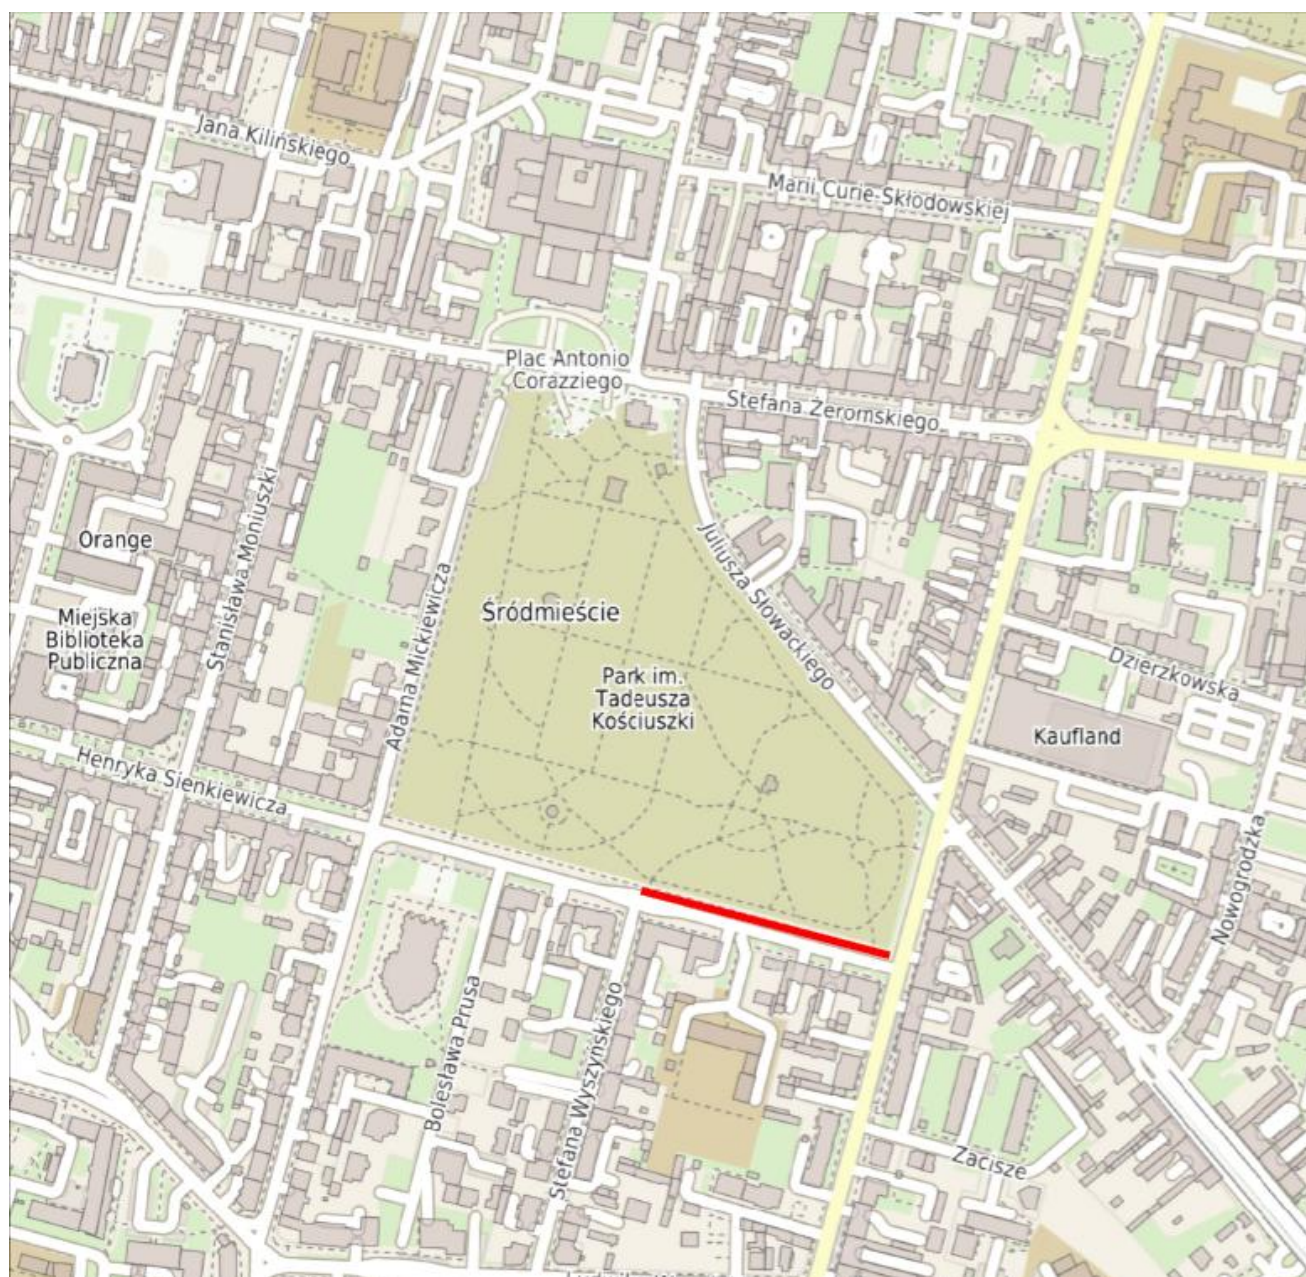 Jana Kilińskiego
Marii Curie-Skłodowskiej
Plac Antonio
Corazziego
Stefana Żeromskiego
Stanisława Moniuszki
Orange
Juliusza Słowackiego
Adama Mickiewicza
Śródmieście
Miejska
Biblioteka
Publiczna
Park im.
Tadeusza
Kościuszki
Dzierzkowska
Kaufland
Henryka Sienkiewicza
Nowogrodzka
Bolesława Prusa
Stefana Wyszyńskiego
Zacisze